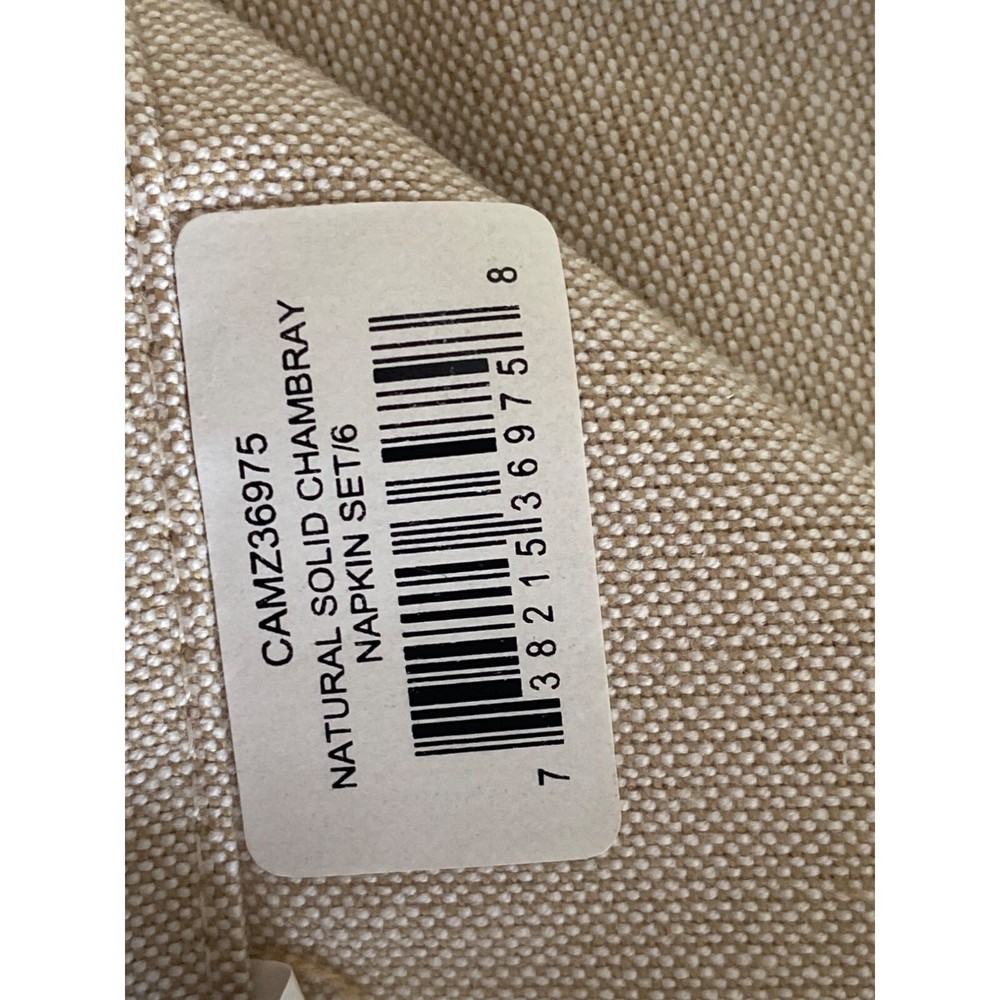 CAMZ36975
NATURAL SOLID CHAMBRAY
NAPKIN SET/6
7 38215 36975 8